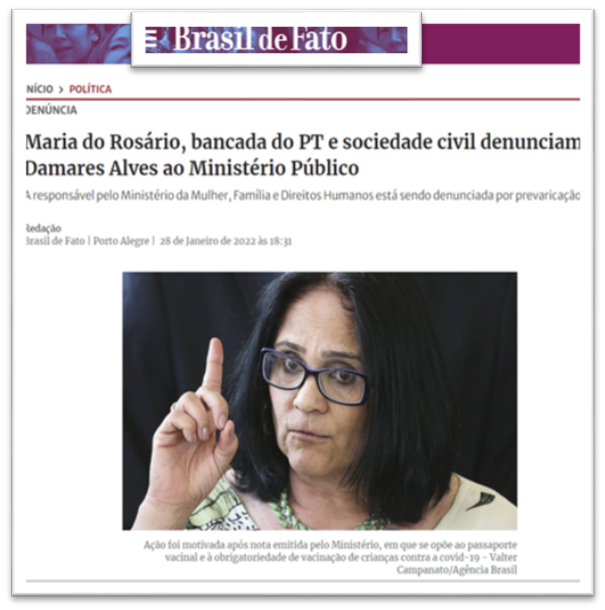 Brasil de Fato
NÍCIO > POLÍTICA
DENÚNCIA
Maria do Rosário, bancada do PT e sociedade civil denunciam
Damares Alves ao Ministério Público
A responsável pelo Ministério da Mulher, Família e Direitos Humanos está sendo denunciada por prevaricação
Redação
Brasil de Fato | Porto Alegre | 28 de Janeiro de 2022 às 18:31
Ação foi motivada após nota emitida pelo Ministério, em que se opõe ao passaporte
vacinal e à obrigatoriedade de vacinação de crianças contra a covid-19 - Valter
Campanato/Agência Brasil